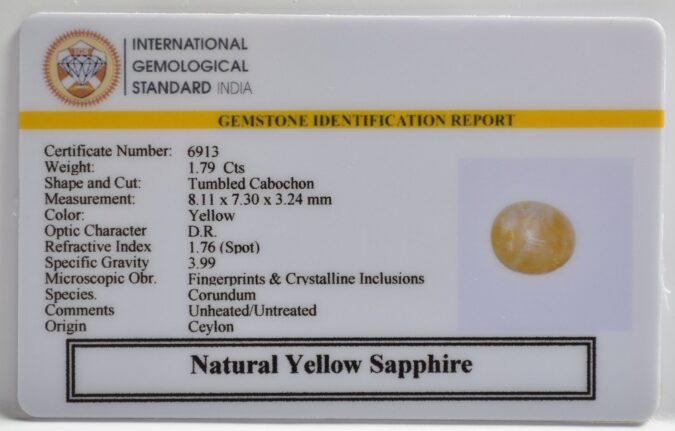 INTERNATIONAL
GEMOLOGICAL
STANDARD INDIA
GEMSTONE IDENTIFICATION REPORT
Certificate Number: 6913
Weight: 1.79 Cts
Shape and Cut: Tumbled Cabochon
Measurement: 8.11 x 7.30 x 3.24 mm
Color: Yellow
Optic Character D.R.
Refractive Index 1.76 (Spot)
Specific Gravity 3.99
Microscopic Obr. Fingerprints & Crystalline Inclusions
Species. Corundum
Comments Unheated/Untreated
Origin Ceylon
Natural Yellow Sapphire